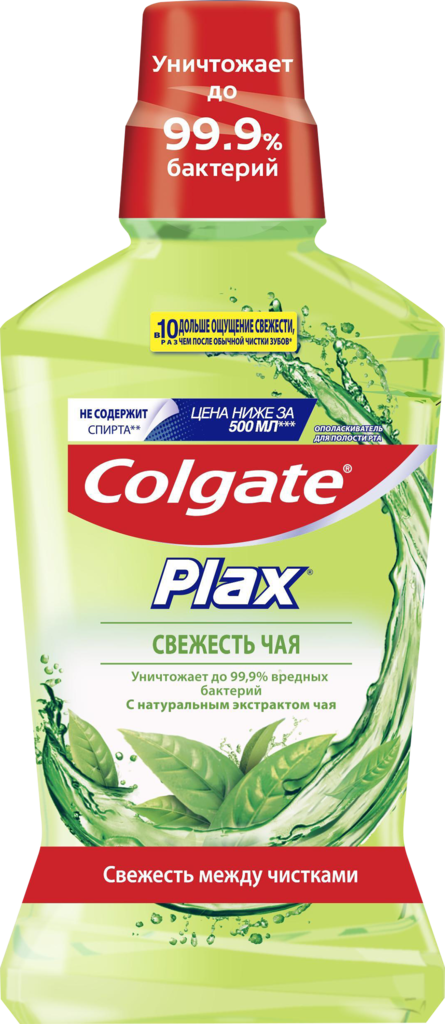 Уничтожает
до
99.9%
бактерий
в 10 раз дольше ощущение свежести,
чем после обычной чистки зубов*
НЕ СОДЕРЖИТ
СПИРТА**
ЦЕНА НИЖЕ ЗА
500 МЛ***
ОПОЛАСКИВАТЕЛЬ
ДЛЯ ПОЛОСТИ РТА
Colgate®
Plax®
СВЕЖЕСТЬ ЧАЯ
Уничтожает до 99,9% вредных
бактерий
С натуральным экстрактом чая
Свежесть между чистками